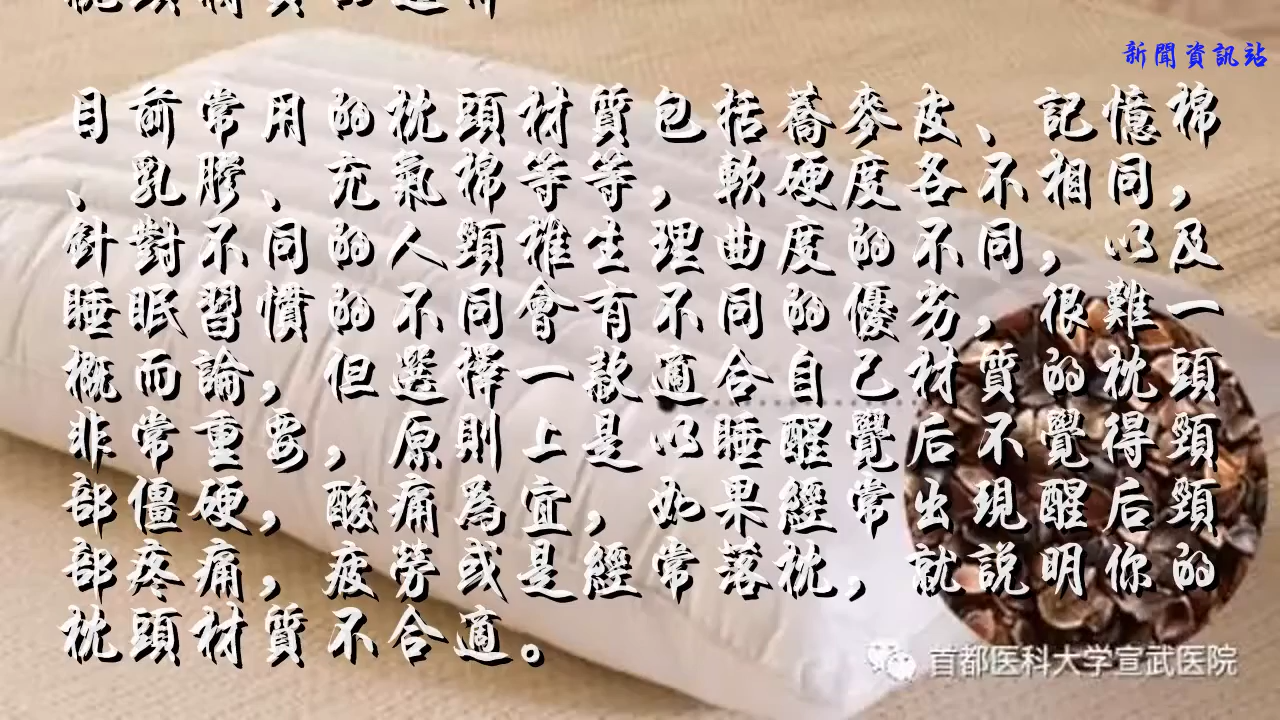 枕頭材質的選擇
新聞資訊站
目前常用的枕頭材質包括蕎麥皮、記憶棉
、乳膠、充氣棉等等，軟硬度各不相同，
針對不同的人頸椎生理曲度的不同，以及
睡眠習慣的不同會有不同的優劣，很難一
概而論，但選擇一款適合自己材質的枕頭
非常重要，原則上是以睡醒覺后不覺得頸
部僵硬，酸痛為宜，如果經常出現醒后頸
部疼痛，疲勞或是經常落枕，就説明你的
枕頭材質不合適。
首都医科大学宣武医院